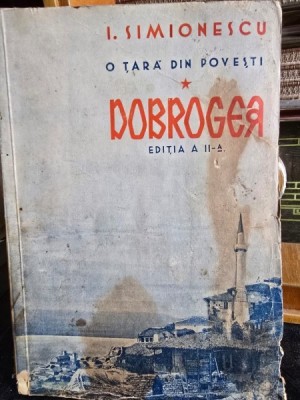 I. SIMIONESCU
O ȚARĂ DIN POVEȘTI
DOBROGEA
EDIȚIA A II-A